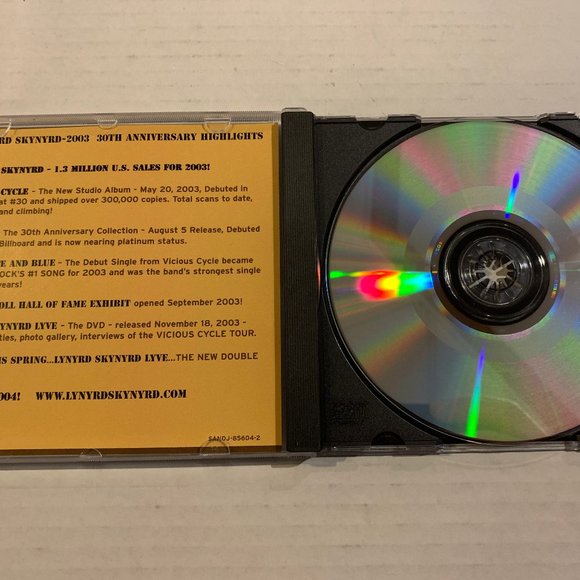 RD SKYNYRD-2003 30TH ANNIVERSARY HIGHLIGHTS
SKYNYRD - 1.3 MILLION U.S. SALES FOR 2003!
CYCLE - The New Studio Album - May 20, 2003, Debuted
at #30 and shipped over 300,000 copies. Total scans to date,
and climbing!
The 30th Anniversary Collection - August 5 Release, Debuted
Billboard and is now nearing platinum status.
E AND BLUE - The Debut Single from Vicious Cycle became
OCK'S #1 SONG for 2003 and was the band's strongest single
years!
OLL HALL OF FAME EXHIBIT opened September 2003!
YNYRD LYVE - The DVD - released November 18, 2003 -
ties, photo gallery, interviews of the VICIOUS CYCLE TOUR.
IS SPRING...LYNYRD SKYNYRD LYVE...THE NEW DOUBLE
004! WWW.LYNYRDSKYNYRD.COM
SANDJ-85604-2